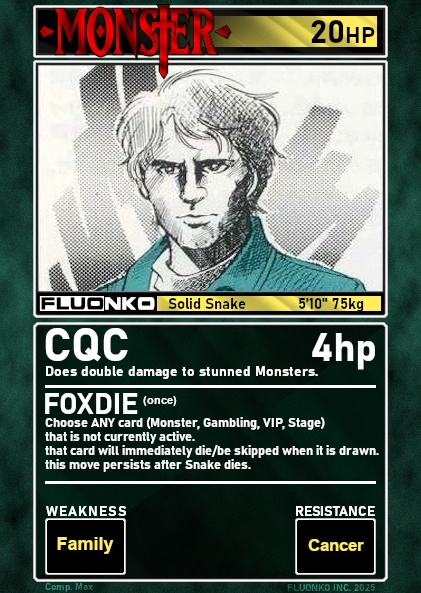 MONSTER
20HP
FLUONKO
Solid Snake 5'10" 75kg
CQC 4hp
Does double damage to stunned Monsters.
FOXDIE (once)
Choose ANY card (Monster, Gambling, VIP, Stage)
that is not currently active.
that card will immediately die/be skipped when it is drawn.
this move persists after Snake dies.
WEAKNESS RESISTANCE
Family Cancer
Comp. Max FLUONKO INC. 2025